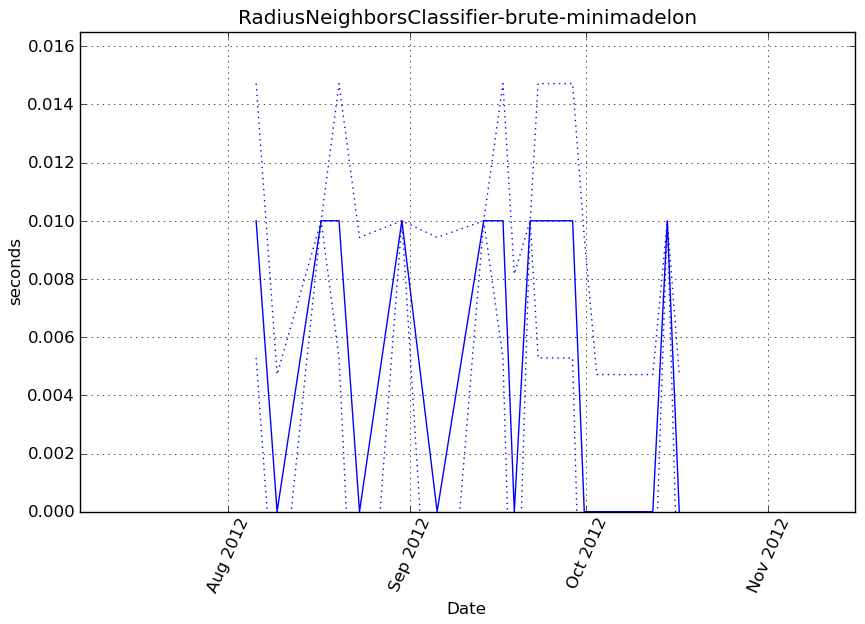 RadiusNeighborsClassifier-brute-minimadelon
0.016
0.014
0.012
0.010
0.008
0.006
0.004
0.002
0.000
seconds
Aug 2012
Sep 2012
Oct 2012
Nov 2012
Date